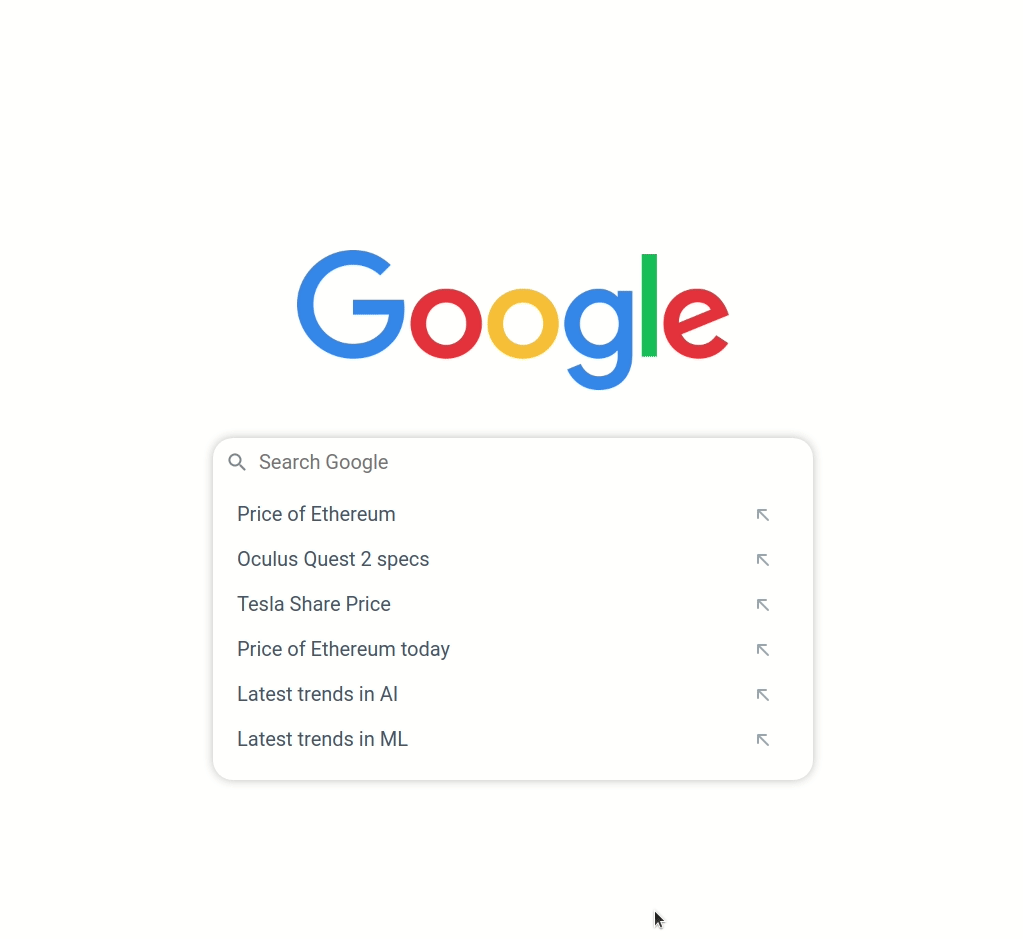 Google
Search Google
Price of Ethereum
Oculus Quest 2 specs
Tesla Share Price
Price of Ethereum today
Latest trends in AI
Latest trends in ML